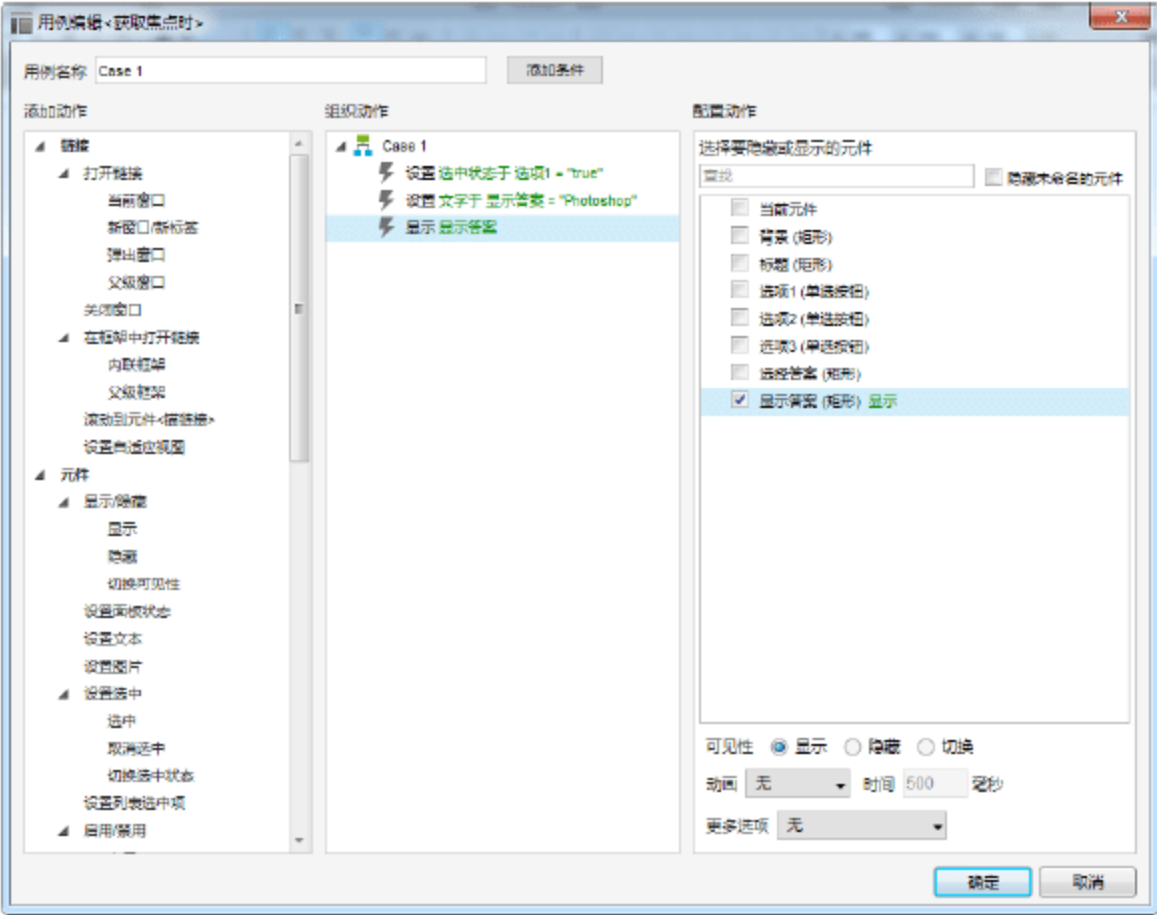 用例编辑<获取焦点时>
用例名称 Case 1 添加条件
添加动作
链接
打开链接
当前窗口
新窗口/新标签
弹出窗口
父级窗口
关闭窗口
在框架中打开链接
内联框架
父级框架
滚动到元件<锚链接>
设置自适应视图
元件
显示/隐藏
显示
隐藏
切换可见性
设置面板状态
设置文本
设置图片
设置选中
选中
取消选中
切换选中状态
设置列表选中项
启用/禁用
组织动作
Case 1
设置 选中状态于 选项1 = "true"
设置 文字于 显示答案 = "Photoshop"
显示 显示答案
配置动作
选择要隐藏或显示的元件
查找 隐藏未命名的元件
当前元件
背景 (矩形)
标题 (矩形)
选项1 (单选按钮)
选项2 (单选按钮)
选项3 (单选按钮)
选择答案 (矩形)
显示答案 (矩形) 显示
可见性 显示 隐藏 切换
动画 无 时间 500 毫秒
更多选项 无
确定 取消